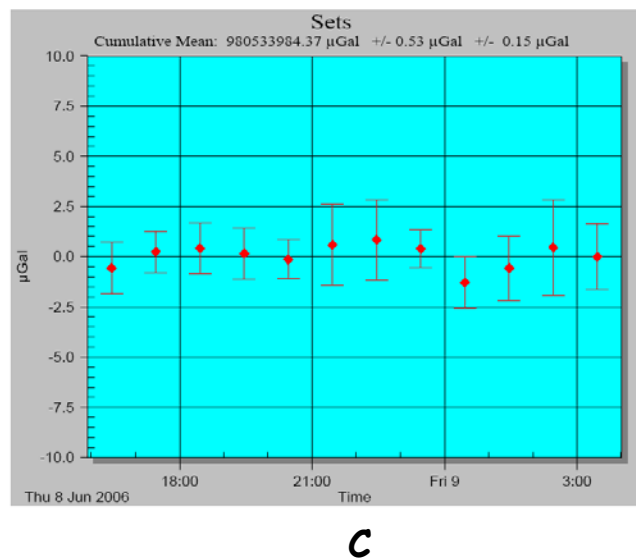 Sets
Cumulative Mean: 980533984.37 µGal +/- 0.53 µGal +/- 0.15 µGal
10.0
7.5
5.0
2.5
0.0
-2.5
-5.0
-7.5
-10.0
µGal
18:00
21:00
Fri 9
3:00
Thu 8 Jun 2006
Time
C